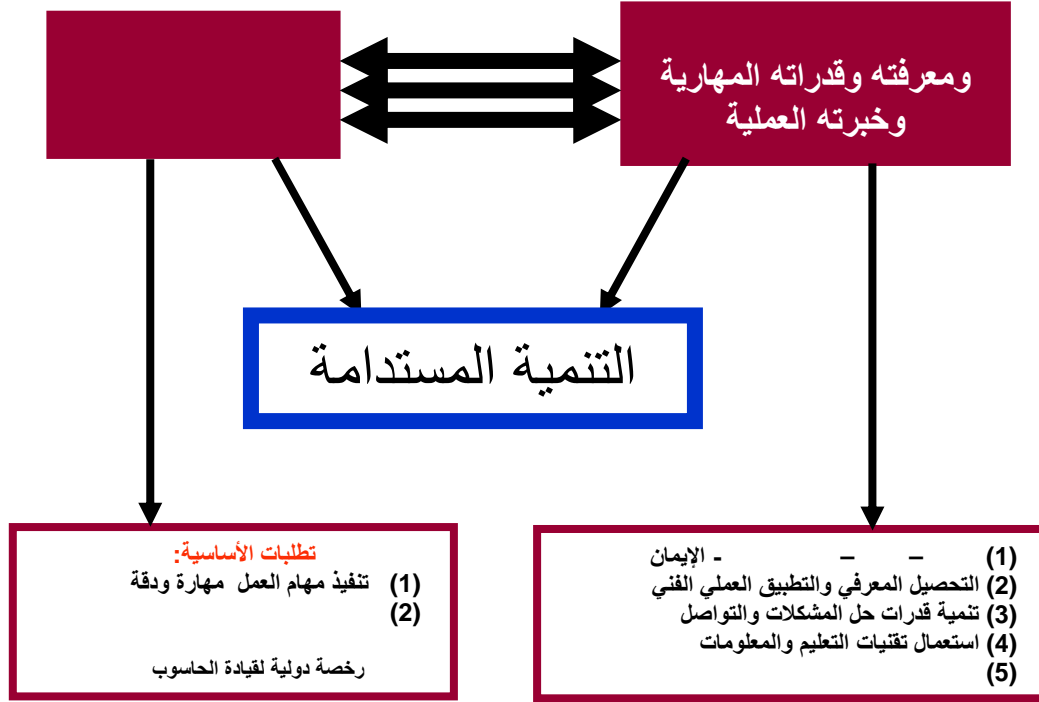 ومعرفته وقدراته المهارية
وخبرته العملية
التنمية المستدامة
(1) – – - الإيمان
(2) التحصيل المعرفي والتطبيق العملي الفني
(3) تنمية قدرات حل المشكلات والتواصل
(4) استعمال تقنيات التعليم والمعلومات
(5)
تطلبات الأساسية:
(1) تنفيذ مهام العمل مهارة ودقة
(2)
رخصة دولية لقيادة الحاسوب